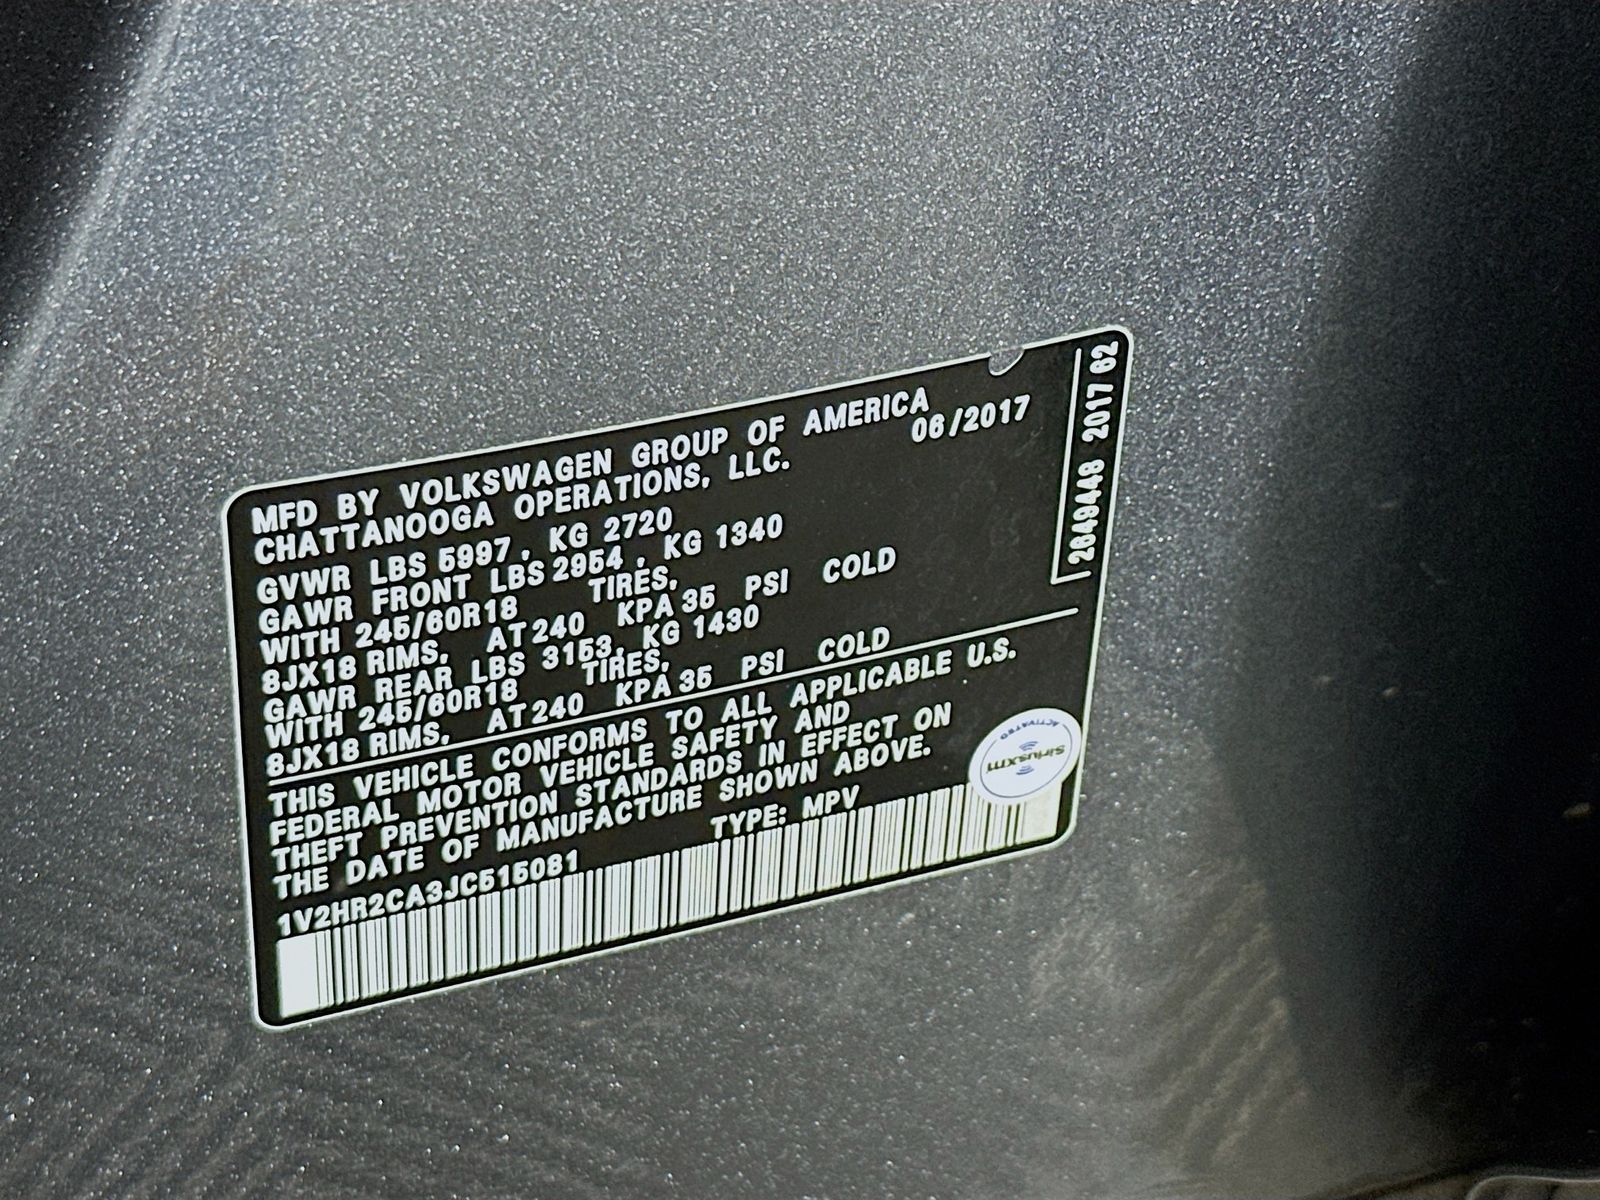 MFD BY VOLKSWAGEN GROUP OF AMERICA
CHATTANOOGA OPERATIONS, LLC.
06/2017
GVWR LBS 5997 , KG 2720
GAWR FRONT LBS 2954 , KG 1340
WITH 245/60R18 TIRES,
8JX18 RIMS, AT 240 KPA 35 PSI COLD
GAWR REAR LBS 3153, KG 1430
WITH 245/60R18 TIRES,
8JX18 RIMS, AT 240 KPA 35 PSI COLD
THIS VEHICLE CONFORMS TO ALL APPLICABLE U.S.
FEDERAL MOTOR VEHICLE SAFETY AND
THEFT PREVENTION STANDARDS IN EFFECT ON
THE DATE OF MANUFACTURE SHOWN ABOVE.
1V2HR2CA3JC515081 TYPE: MPV
2849448 2017 62
SiriusXM
ACTIVATED